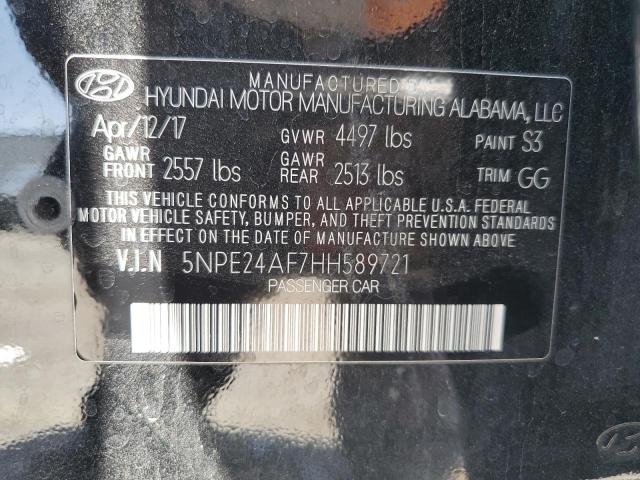 MANUFACTURED BY
HYUNDAI MOTOR MANUFACTURING ALABAMA, LLC
Apr/12/17 GVWR 4497 lbs PAINT S3
GAWR FRONT 2557 lbs GAWR REAR 2513 lbs TRIM GG
THIS VEHICLE CONFORMS TO ALL APPLICABLE U.S.A. FEDERAL
MOTOR VEHICLE SAFETY, BUMPER, AND THEFT PREVENTION STANDARDS
IN EFFECT ON THE DATE OF MANUFACTURE SHOWN ABOVE
V.I.N 5NPE24AF7HH589721
PASSENGER CAR